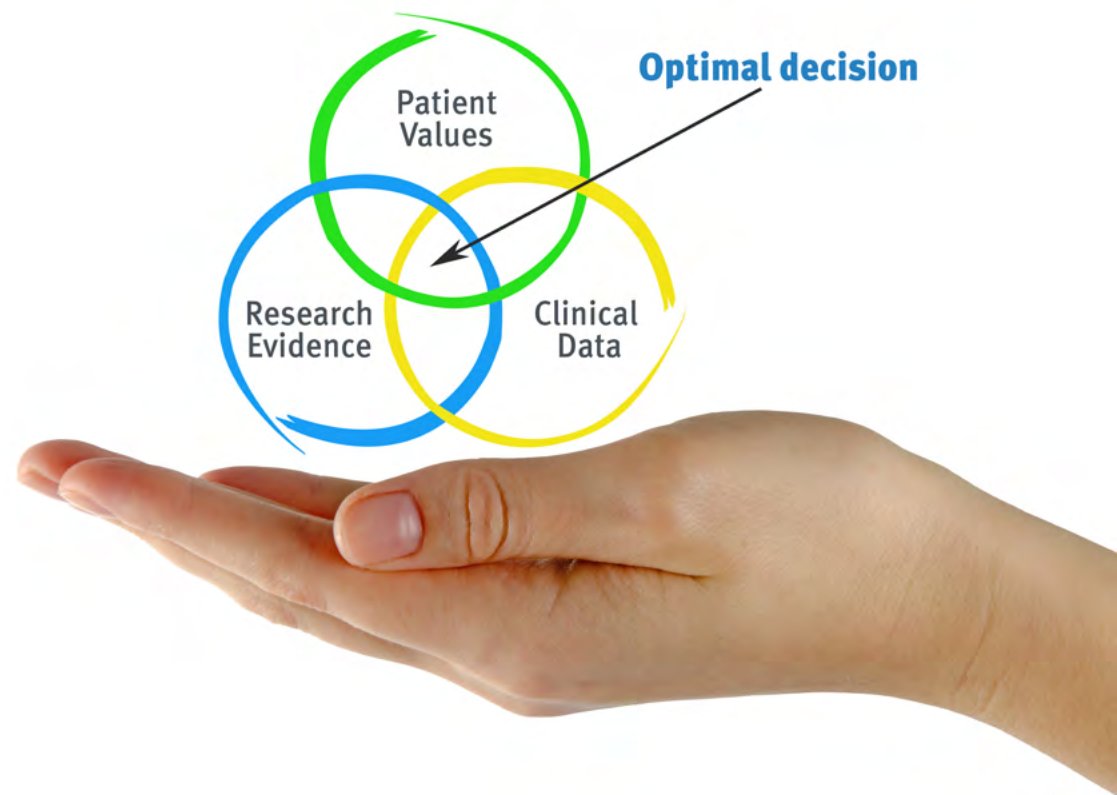 Optimal decision
Patient
Values
Research
Evidence
Clinical
Data